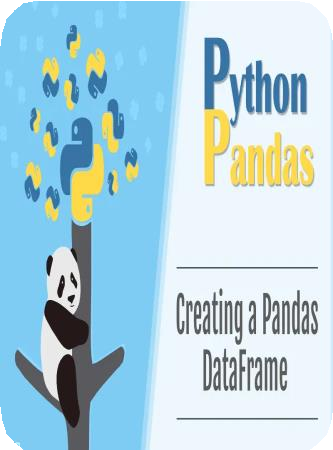 Python
Pandas
Creating a Pandas
DataFrame